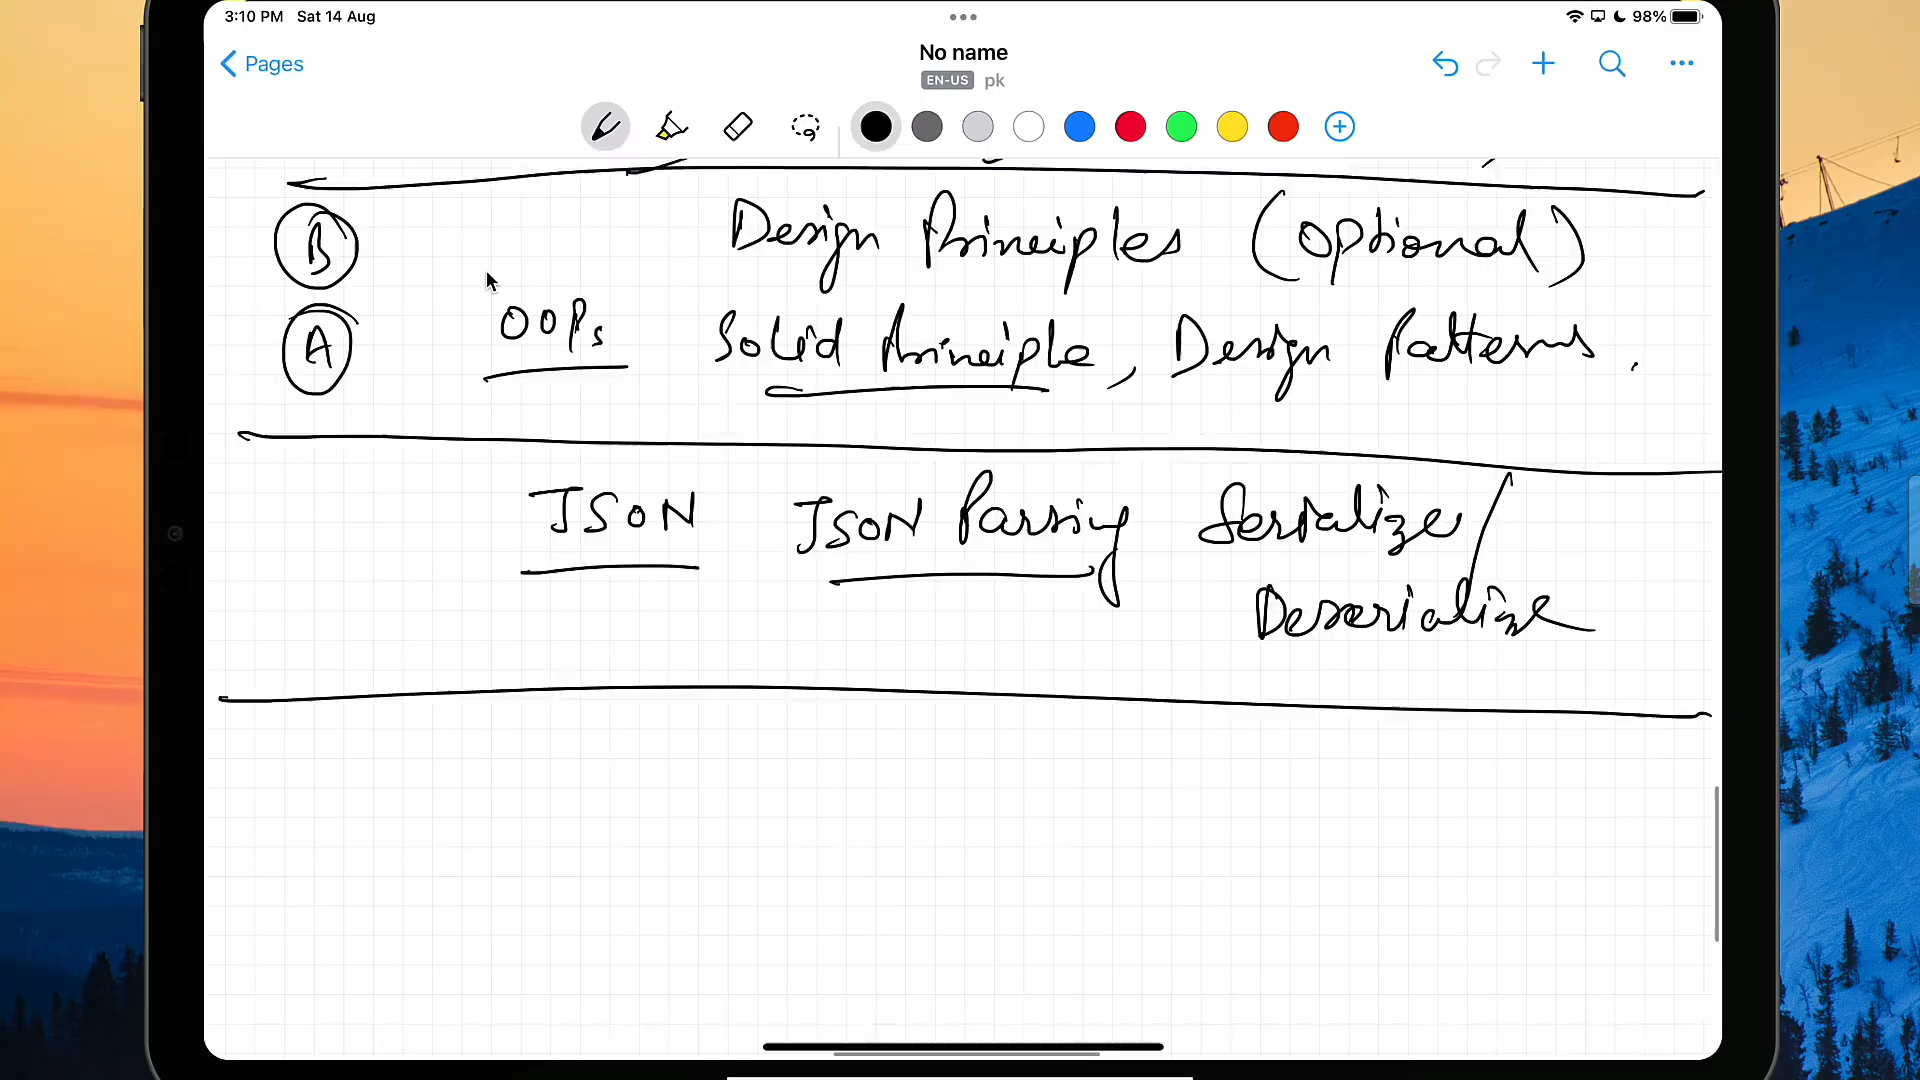 3:10 PM Sat 14 Aug
98%
Pages
No name
EN-US pk
B Design Principles (Optional)
A OOPs Solid Principle, Design Patterns.
JSON JSON Parsing Serialize/
Deserialize